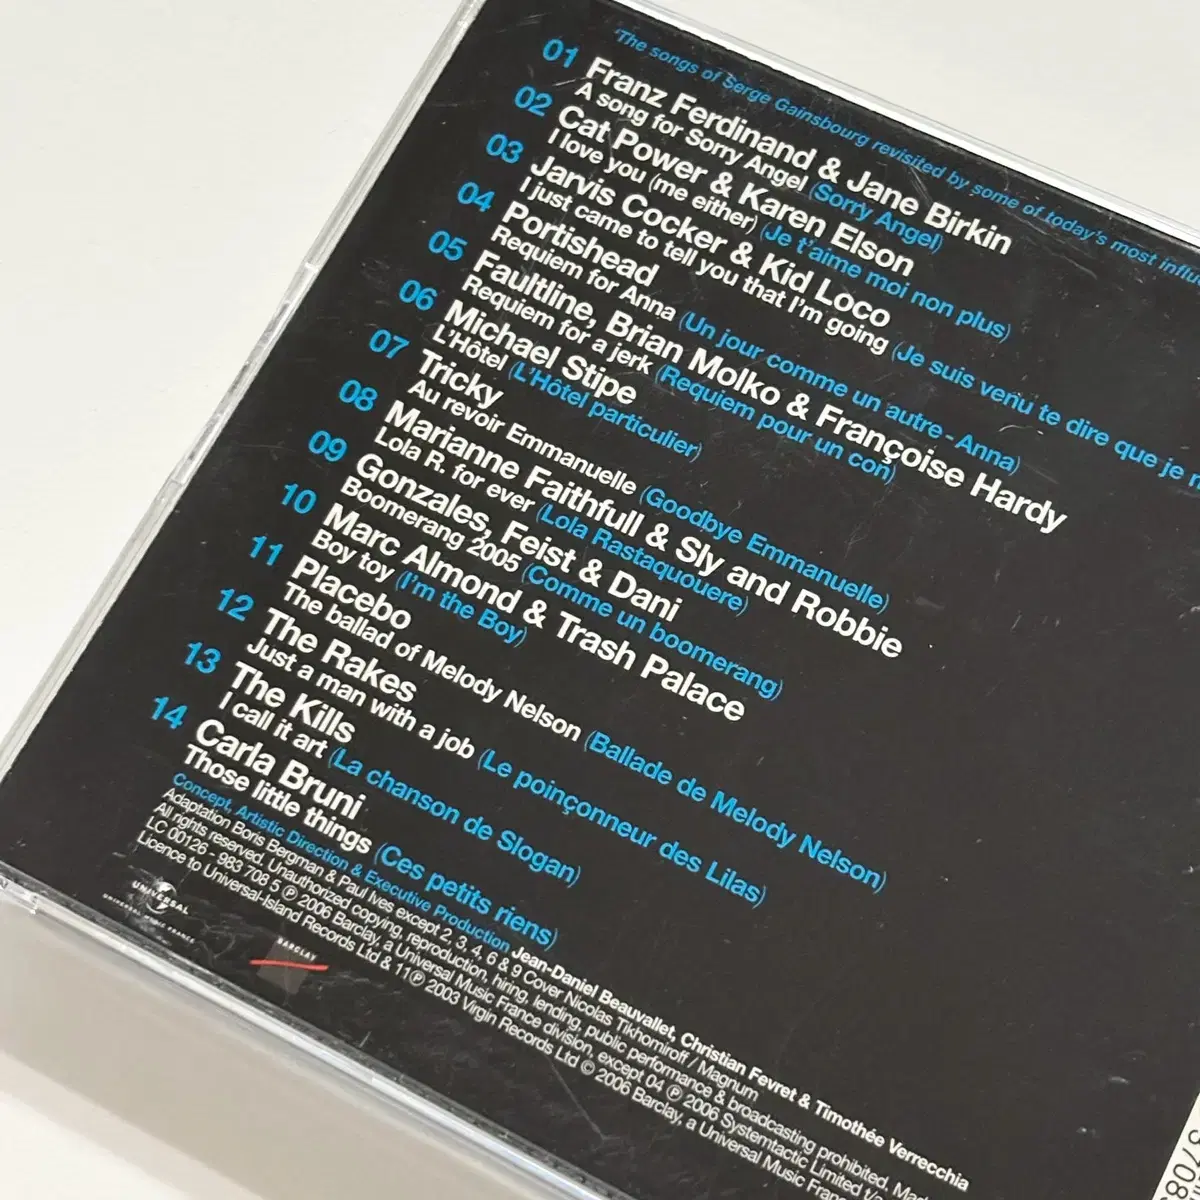 'The songs of Serge Gainsbourg revisited by some of today's most
01 Franz Ferdinand & Jane Birkin
A song for Sorry Angel (Sorry Angel)
02 Cat Power & Karen Elson
I love you (me either) (Je t'aime moi non plus)
03 Jarvis Cocker & Kid Loco
I just came to tell you that I'm going (Je suis venu te dire que je
04 Portishead
Requiem for Anna (Un jour comme un autre - Anna)
05 Faultline, Brian Molko & Françoise Hardy
Requiem for a jerk (Requiem pour un con)
06 Michael Stipe
L'Hôtel (L'Hôtel particulier)
07 Tricky
Au revoir Emmanuelle (Goodbye Emmanuelle)
08 Marianne Faithfull & Sly and Robbie
Lola R. for ever (Lola Rastaquouere)
09 Gonzales, Feist & Dani
Boomerang 2005 (Comme un boomerang)
10 Marc Almond & Trash Palace
Boy toy (I'm the Boy)
11 Placebo
The ballad of Melody Nelson (Ballade de Melody Nelson)
12 The Rakes
Just a man with a job (Le poinçonneur des Lilas)
13 The Kills
I call it art (La chanson de Slogan)
14 Carla Bruni
Those little things (Ces petits riens)
Concept, Artistic Direction & Executive Production Jean-Daniel Beauvallet, Christian Fevret & Timothée Verrecchia
Adaptation Boris Bergman & Paul Ives except 2, 3, 4, 6 & 9 Cover Nicolas Tikhomiroff / Magnum
All rights reserved. Unauthorized copying, reproduction, hiring, lending, public performance & broadcasting prohibited.
LC 00126 - 983 708 5 ℗ 2006 Barclay, a Universal Music France division, except 04 ℗ 2006 Systemtactic Limited
Licence to Universal-Island Records Ltd & 11℗ 2003 Virgin Records Ltd © 2006 Barclay, a Universal Music
UNIVERSAL
UNIVERSAL MUSIC FRANCE
BARCLAY